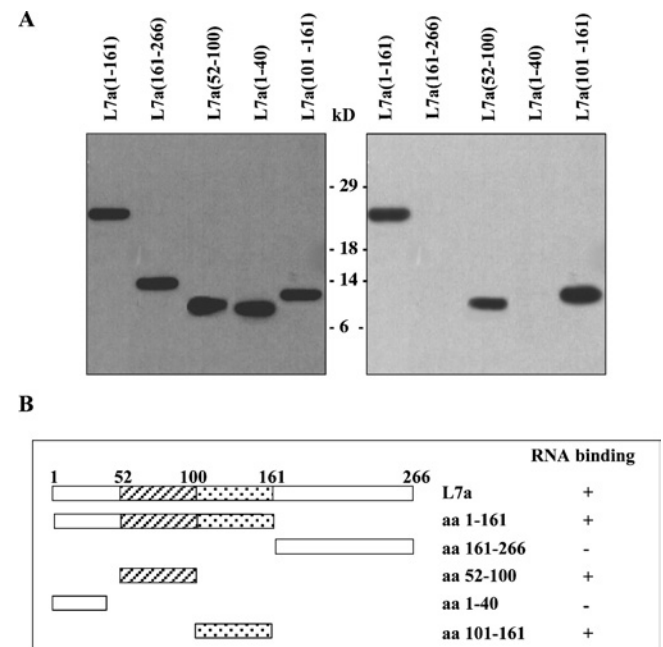 A
L7a(1-161)
L7a(161-266)
L7a(52-100)
L7a(1-40)
L7a(101 -161)
kD
L7a(1-161)
L7a(161-266)
L7a(52-100)
L7a(1-40)
L7a(101 -161)
- 29 -
- 18 -
- 14 -
- 6 -
B
RNA binding
1 52 100 161 266
L7a +
aa 1-161 +
aa 161-266 -
aa 52-100 +
aa 1-40 -
aa 101-161 +